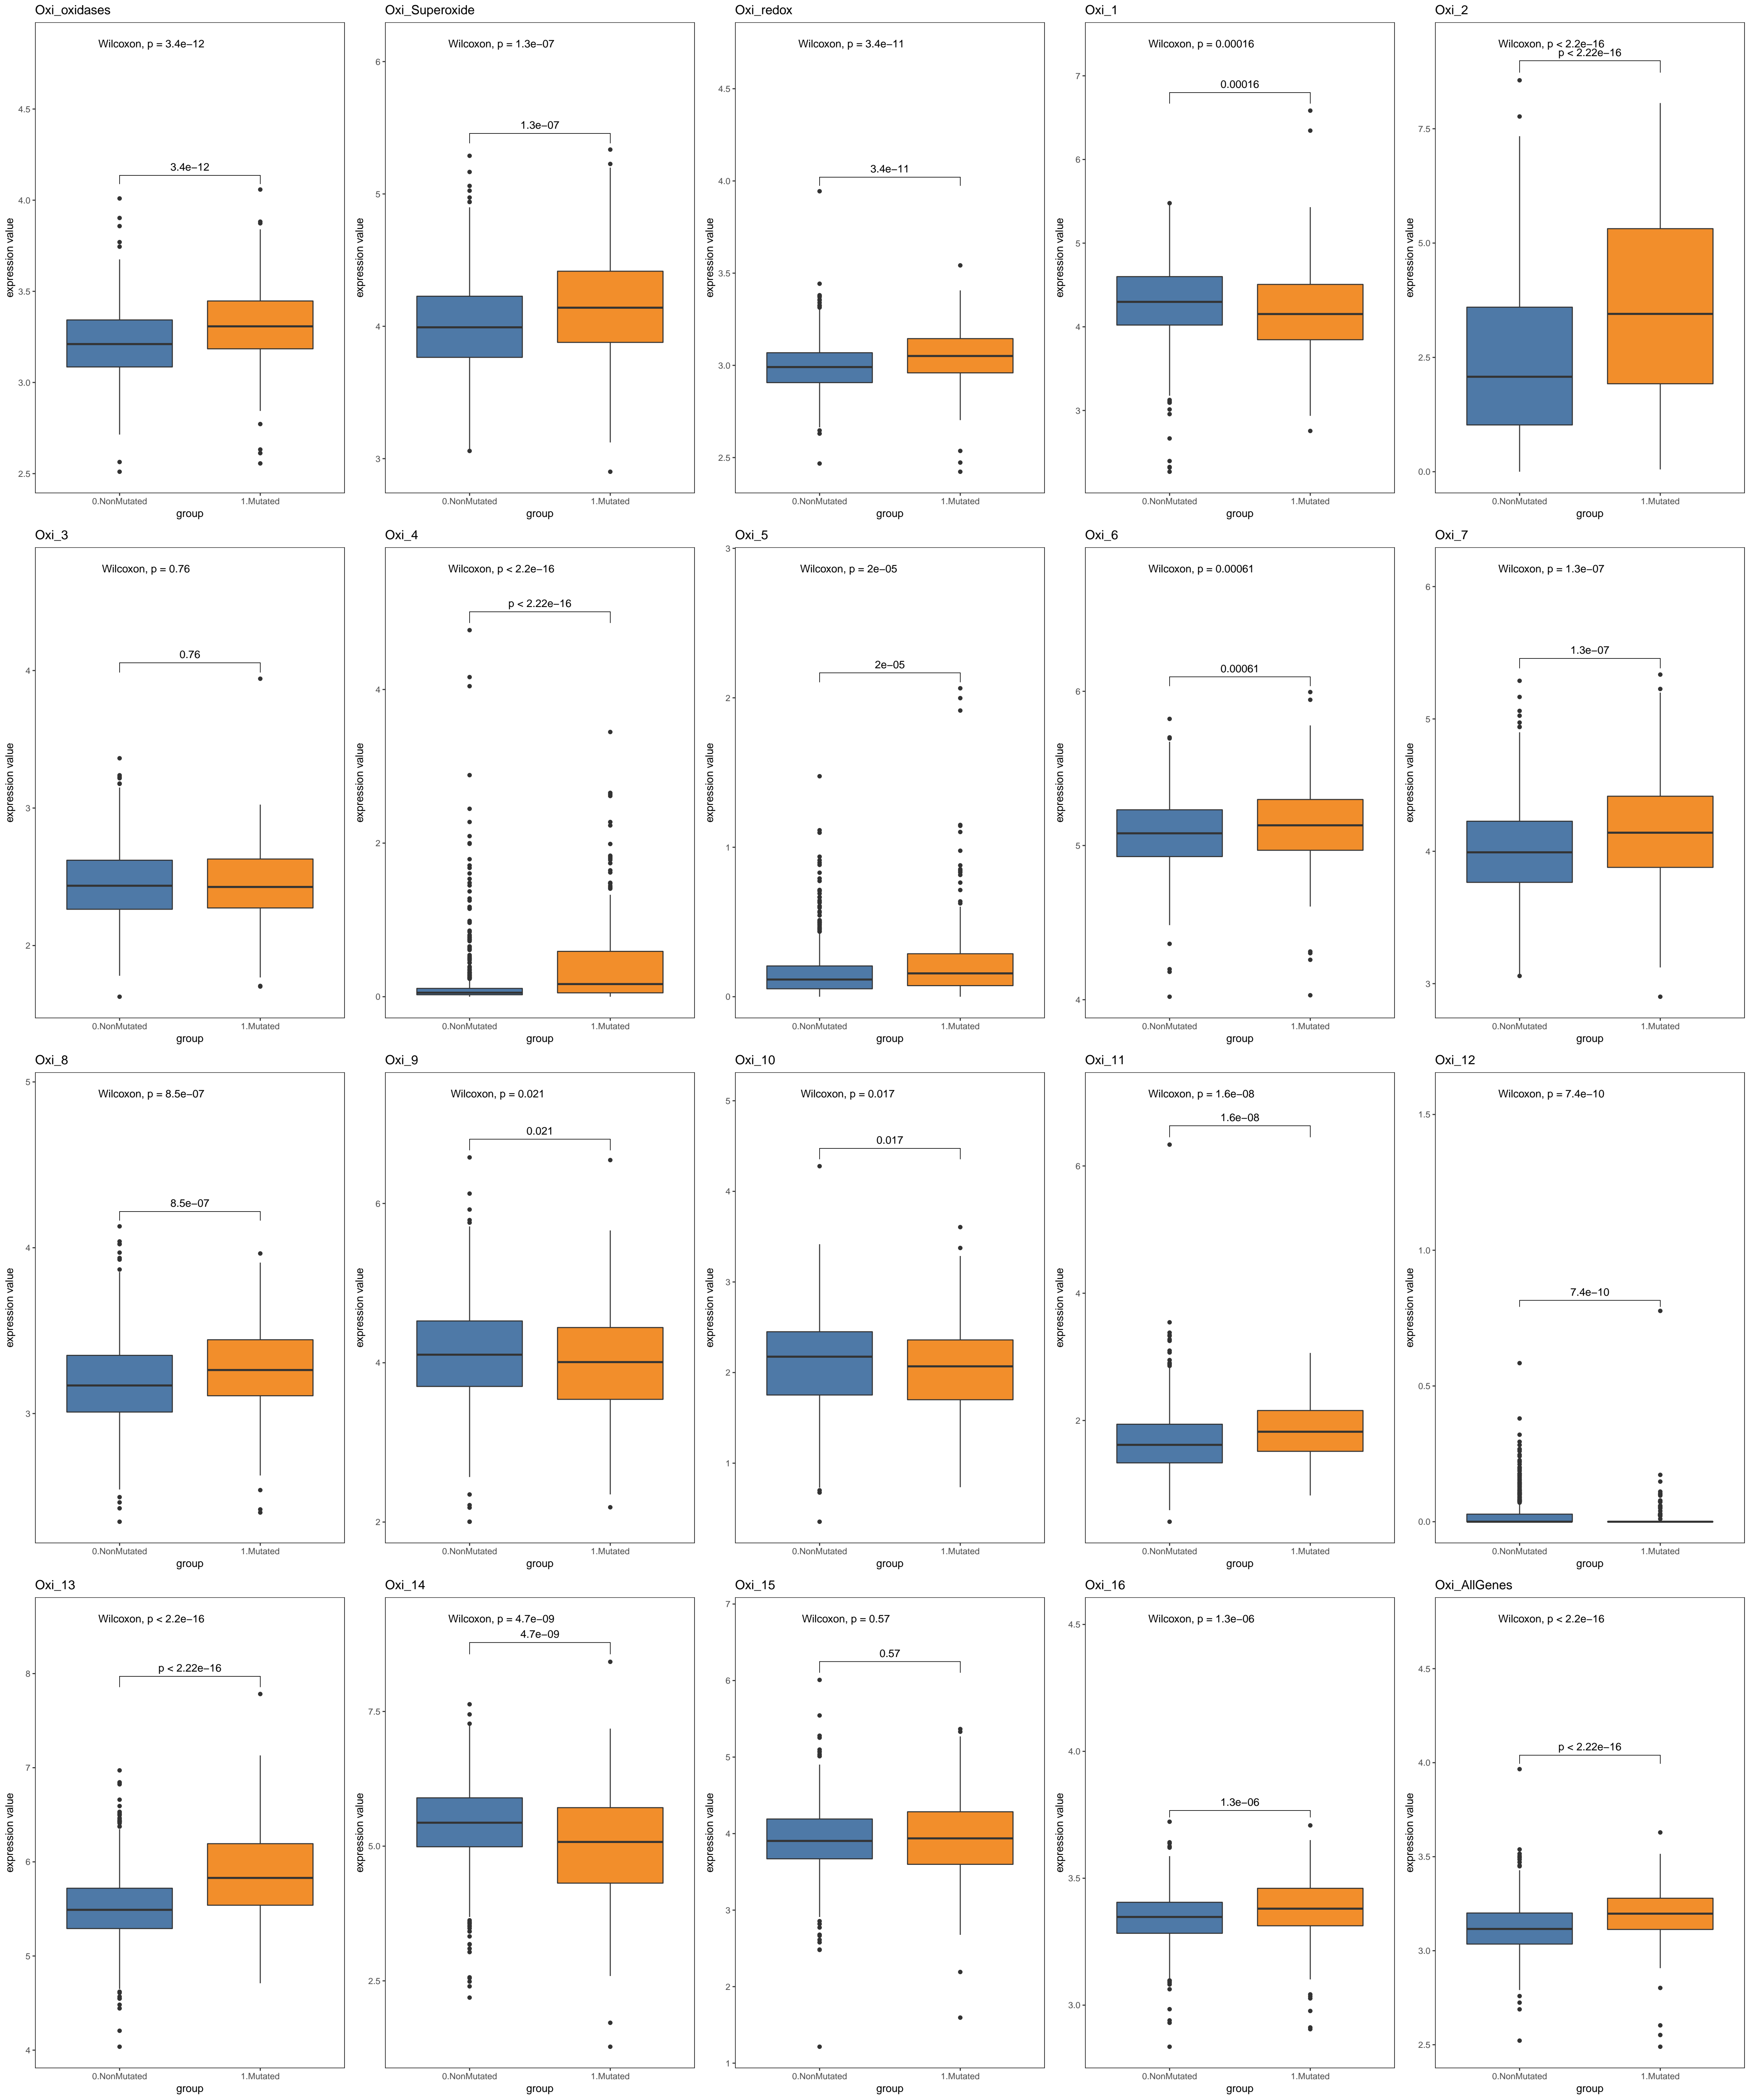 Oxi_oxidases
Oxi_Superoxide
Oxi_redox
Oxi_1
Oxi_2
Wilcoxon, p = 3.4e−12
Wilcoxon, p = 1.3e−07
Wilcoxon, p = 3.4e−11
Wilcoxon, p = 0.00016
Wilcoxon, p < 2.2e−16
3.4e−12
1.3e−07
3.4e−11
0.00016
p < 2.22e−16
4.5
4.0
3.5
3.0
2.5
6
5
4
3
4.5
4.0
3.5
3.0
2.5
7
6
5
4
3
7.5
5.0
2.5
0.0
expression value
expression value
expression value
expression value
expression value
0.NonMutated 1.Mutated
0.NonMutated 1.Mutated
0.NonMutated 1.Mutated
0.NonMutated 1.Mutated
0.NonMutated 1.Mutated
group
group
group
group
group
Oxi_3
Oxi_4
Oxi_5
Oxi_6
Oxi_7
Wilcoxon, p = 0.76
Wilcoxon, p < 2.2e−16
Wilcoxon, p = 2e−05
Wilcoxon, p = 0.00061
Wilcoxon, p = 1.3e−07
0.76
p < 2.22e−16
2e−05
0.00061
1.3e−07
4
3
2
4
2
0
3
2
1
0
6
5
4
6
5
4
3
expression value
expression value
expression value
expression value
expression value
0.NonMutated 1.Mutated
0.NonMutated 1.Mutated
0.NonMutated 1.Mutated
0.NonMutated 1.Mutated
0.NonMutated 1.Mutated
group
group
group
group
group
Oxi_8
Oxi_9
Oxi_10
Oxi_11
Oxi_12
Wilcoxon, p = 8.5e−07
Wilcoxon, p = 0.021
Wilcoxon, p = 0.017
Wilcoxon, p = 1.6e−08
Wilcoxon, p = 7.4e−10
8.5e−07
0.021
0.017
1.6e−08
7.4e−10
5
4
3
6
4
2
5
4
3
2
1
6
4
2
1.5
1.0
0.5
0.0
expression value
expression value
expression value
expression value
expression value
0.NonMutated 1.Mutated
0.NonMutated 1.Mutated
0.NonMutated 1.Mutated
0.NonMutated 1.Mutated
0.NonMutated 1.Mutated
group
group
group
group
group
Oxi_13
Oxi_14
Oxi_15
Oxi_16
Oxi_AllGenes
Wilcoxon, p < 2.2e−16
Wilcoxon, p = 4.7e−09
Wilcoxon, p = 0.57
Wilcoxon, p = 1.3e−06
Wilcoxon, p < 2.2e−16
p < 2.22e−16
4.7e−09
0.57
1.3e−06
p < 2.22e−16
8
7
6
5
4
7.5
5.0
2.5
7
6
5
4
3
2
1
4.5
4.0
3.5
3.0
4.5
4.0
3.5
3.0
2.5
expression value
expression value
expression value
expression value
expression value
0.NonMutated 1.Mutated
0.NonMutated 1.Mutated
0.NonMutated 1.Mutated
0.NonMutated 1.Mutated
0.NonMutated 1.Mutated
group
group
group
group
group